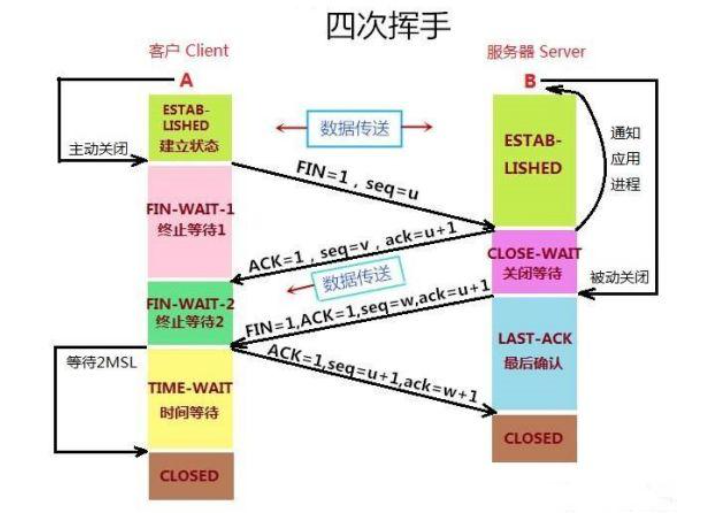 四次挥手
客户 Client
服务器 Server
A
B
ESTAB-
LISHED
建立状态
数据传送
ESTAB-
LISHED
通知
应用
进程
主动关闭
FIN=1，seq=u
FIN-WAIT-1
终止等待1
ACK=1，seq=v，ack=u+1
CLOSE-WAIT
关闭等待
被动关闭
数据传送
FIN-WAIT-2
终止等待2
FIN=1,ACK=1,seq=w,ack=u+1
LAST-ACK
最后确认
等待2MSL
ACK=1,seq=u+1,ack=w+1
TIME-WAIT
时间等待
CLOSED
CLOSED